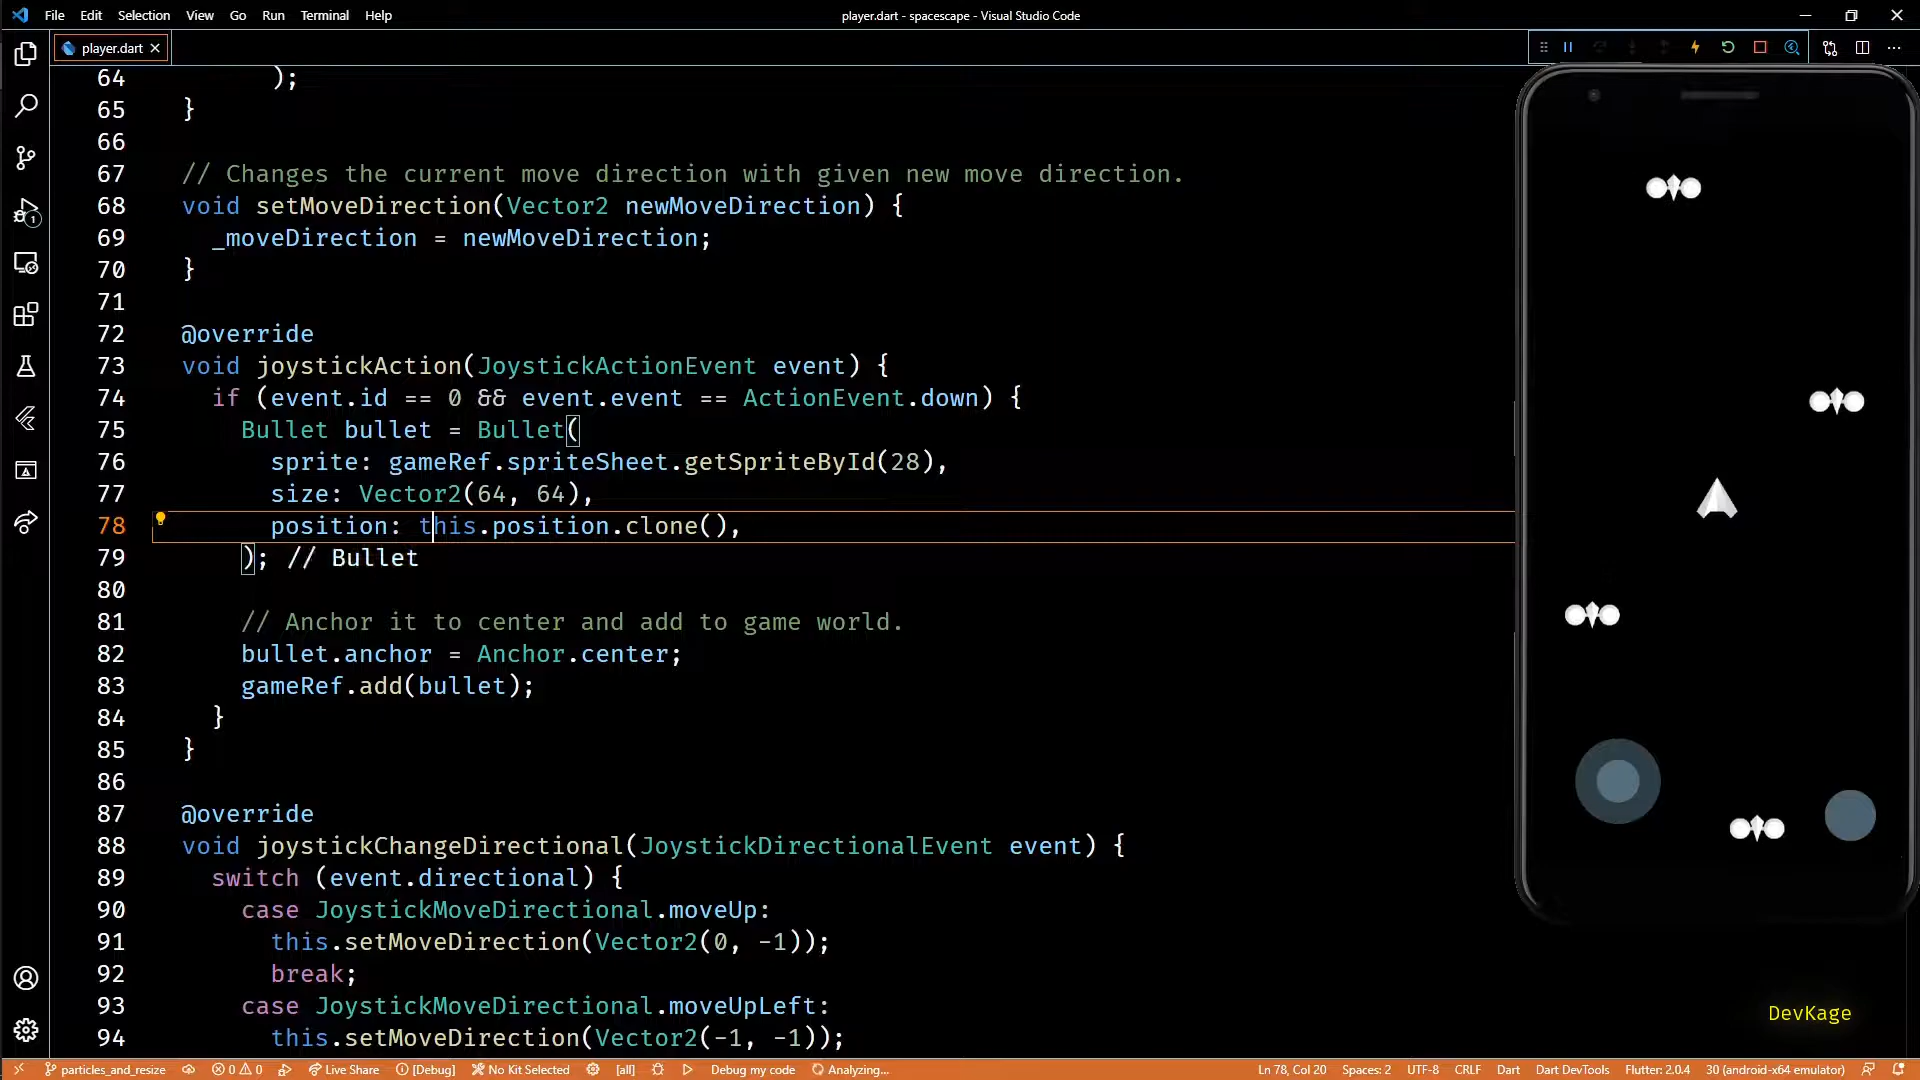 File Edit Selection View Go Run Terminal Help
player.dart - spacescape - Visual Studio Code
player.dart
64 );
65 }
66
67 // Changes the current move direction with given new move direction.
68 void setMoveDirection(Vector2 newMoveDirection) {
69 _moveDirection = newMoveDirection;
70 }
71
72 @override
73 void joystickAction(JoystickActionEvent event) {
74 if (event.id == 0 && event.event == ActionEvent.down) {
75 Bullet bullet = Bullet(
76 sprite: gameRef.spriteSheet.getSpriteById(28),
77 size: Vector2(64, 64),
78 position: this.position.clone(),
79 ); // Bullet
80
81 // Anchor it to center and add to game world.
82 bullet.anchor = Anchor.center;
83 gameRef.add(bullet);
84 }
85 }
86
87 @override
88 void joystickChangeDirectional(JoystickDirectionalEvent event) {
89 switch (event.directional) {
90 case JoystickMoveDirectional.moveUp:
91 this.setMoveDirection(Vector2(0, -1));
92 break;
93 case JoystickMoveDirectional.moveUpLeft:
94 this.setMoveDirection(Vector2(-1, -1));
1
DevKage
particles_and_resize 0 0 Live Share [Debug] No Kit Selected [all] Debug my code Analyzing... Ln 78, Col 20 Spaces: 2 UTF-8 CRLF Dart Dart DevTools Flutter: 2.0.4 30 (android-x64 emulator)